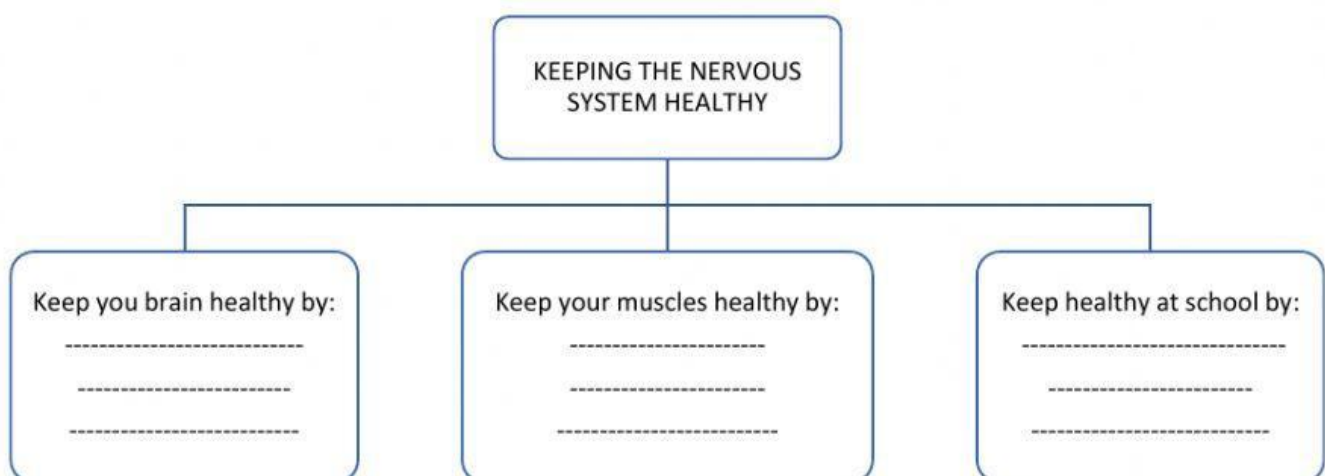 KEEPING THE NERVOUS
SYSTEM HEALTHY
Keep you brain healthy by:
----------------------------
-------------------------
---------------------------
Keep your muscles healthy by:
-----------------------
-----------------------
--------------------------
Keep healthy at school by:
-------------------------------
------------------------
----------------------------